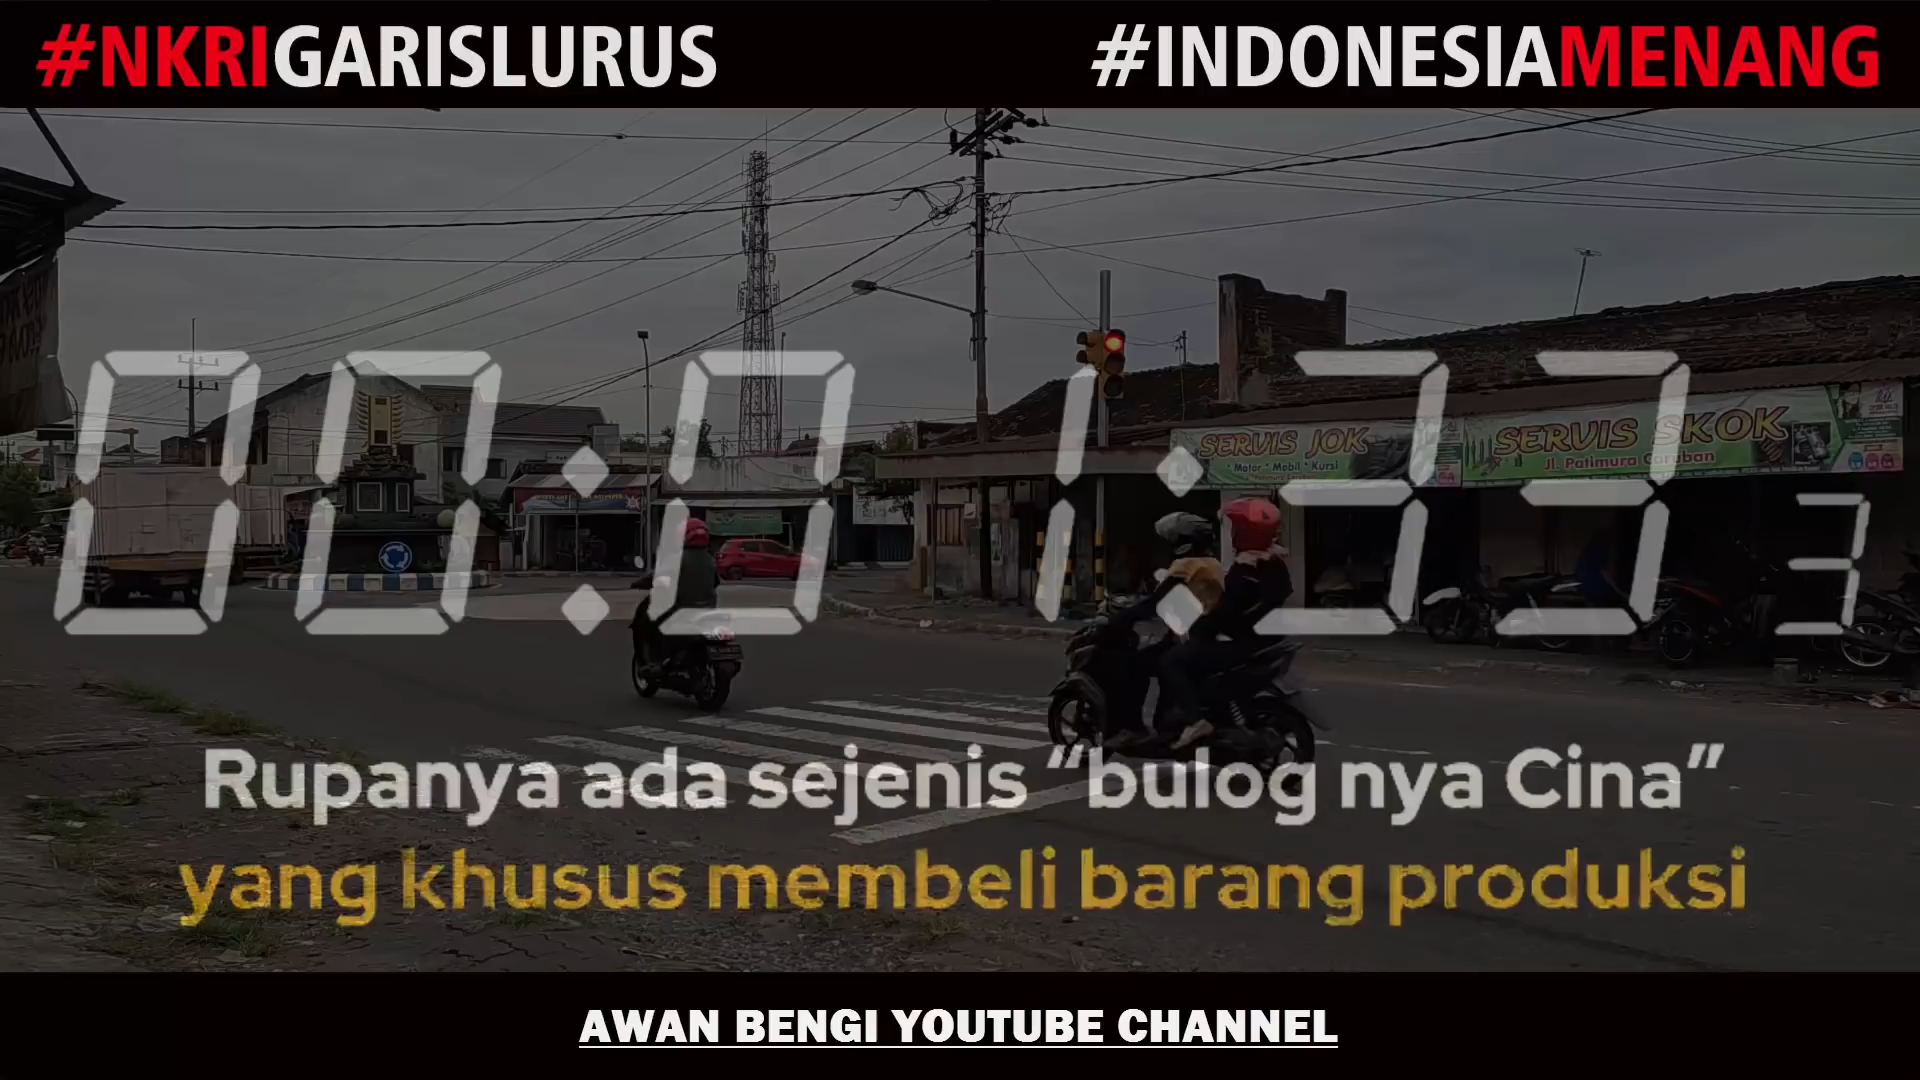 #NKRIGARISLURUS
#INDONESIAMENANG
00:01:33 3
SERVIS JOK
* Motor * Mobil * Kursi
SERVIS SKOK
Jl. Patimura Caruban
Rupanya ada sejenis “bulog nya Cina”
yang khusus membeli barang produksi
AWAN BENGI YOUTUBE CHANNEL